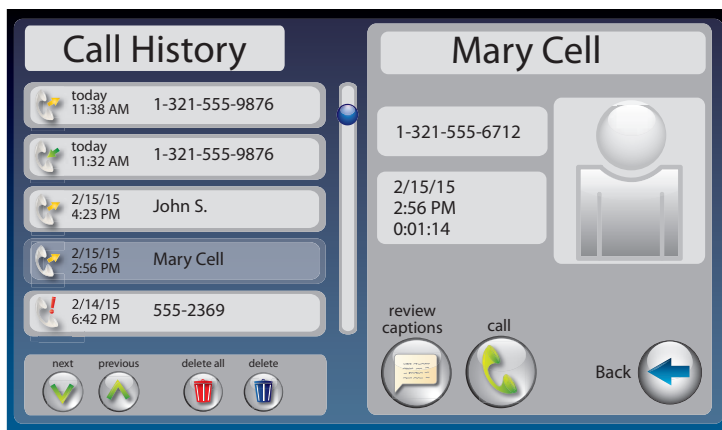 Call History
today
11:38 AM
1-321-555-9876
today
11:32 AM
1-321-555-9876
2/15/15
4:23 PM
John S.
2/15/15
2:56 PM
Mary Cell
2/14/15
6:42 PM
555-2369
next
previous
delete all
delete
Mary Cell
1-321-555-6712
2/15/15
2:56 PM
0:01:14
review
captions
call
Back